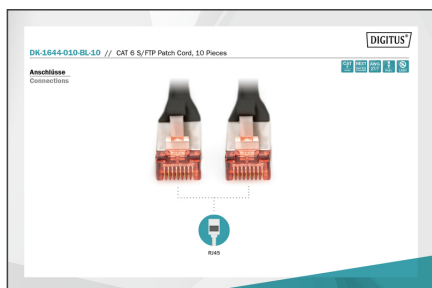 DIGITUS®
DK-1644-010-BL-10 // CAT 6 S/FTP Patch Cord, 10 Pieces
Anschlüsse
Connections
RJ45